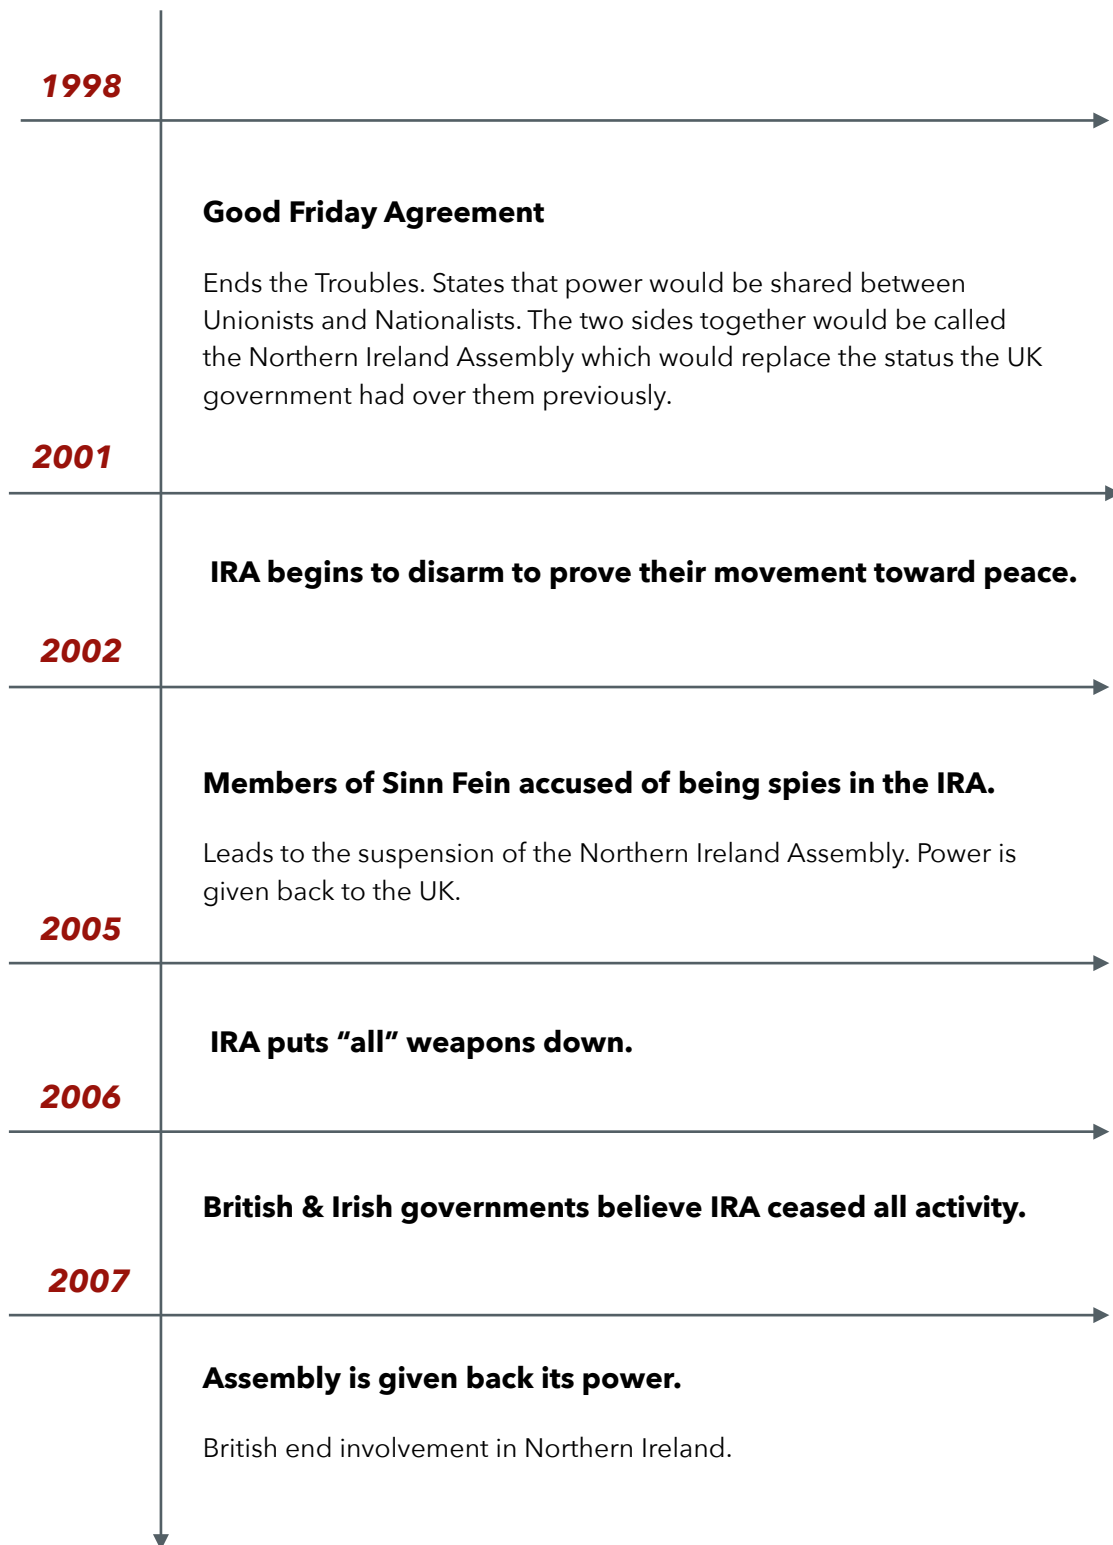 1998
Good Friday Agreement
Ends the Troubles. States that power would be shared between
Unionists and Nationalists. The two sides together would be called
the Northern Ireland Assembly which would replace the status the UK
government had over them previously.
2001
IRA begins to disarm to prove their movement toward peace.
2002
Members of Sinn Fein accused of being spies in the IRA.
Leads to the suspension of the Northern Ireland Assembly. Power is
given back to the UK.
2005
IRA puts “all” weapons down.
2006
British & Irish governments believe IRA ceased all activity.
2007
Assembly is given back its power.
British end involvement in Northern Ireland.